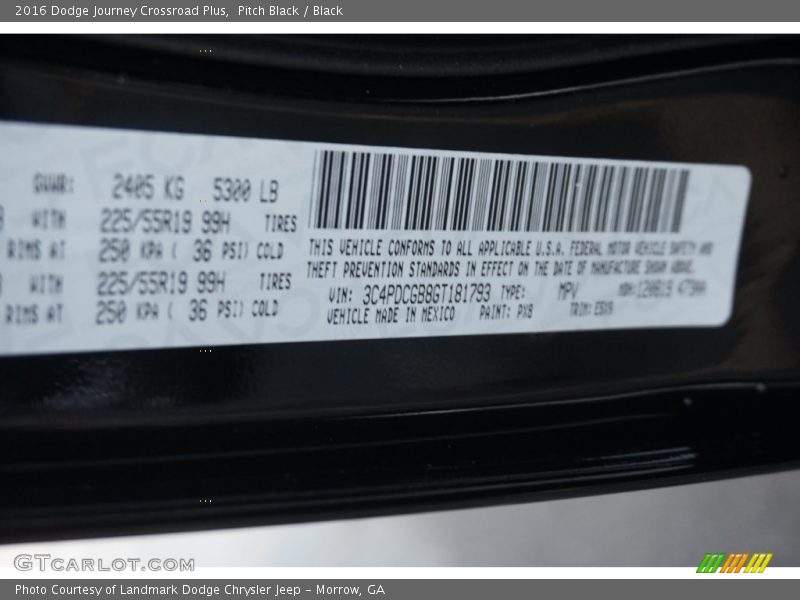 2016 Dodge Journey Crossroad Plus, Pitch Black / Black
GVWR: 2405 KG 5300 LB
WITH 225/55R19 99H TIRES
RIMS AT 250 KPA ( 36 PSI) COLD
WITH 225/55R19 99H TIRES
RIMS AT 250 KPA ( 36 PSI) COLD
THIS VEHICLE CONFORMS TO ALL APPLICABLE U.S.A. FEDERAL MOTOR VEHICLE SAFETY AND
THEFT PREVENTION STANDARDS IN EFFECT ON THE DATE OF MANUFACTURE SHOWN ABOVE.
VIN: 3C4PDCGB8GT181793 TYPE: MPV
VEHICLE MADE IN MEXICO PAINT: PX8 TRIM:
GTCARLOT.COM
Photo Courtesy of Landmark Dodge Chrysler Jeep – Morrow, GA